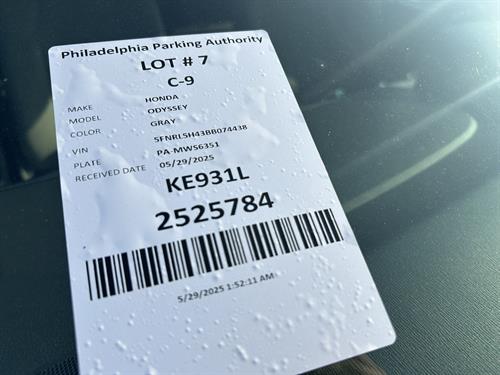 Philadelphia Parking Authority
LOT # 7
C-9
MAKE HONDA
MODEL ODYSSEY
COLOR GRAY
VIN 5FNRL5H43BB074438
PLATE PA-MWS6351
RECEIVED DATE 05/29/2025
KE931L
2525784
5/29/2025 1:52:11 AM